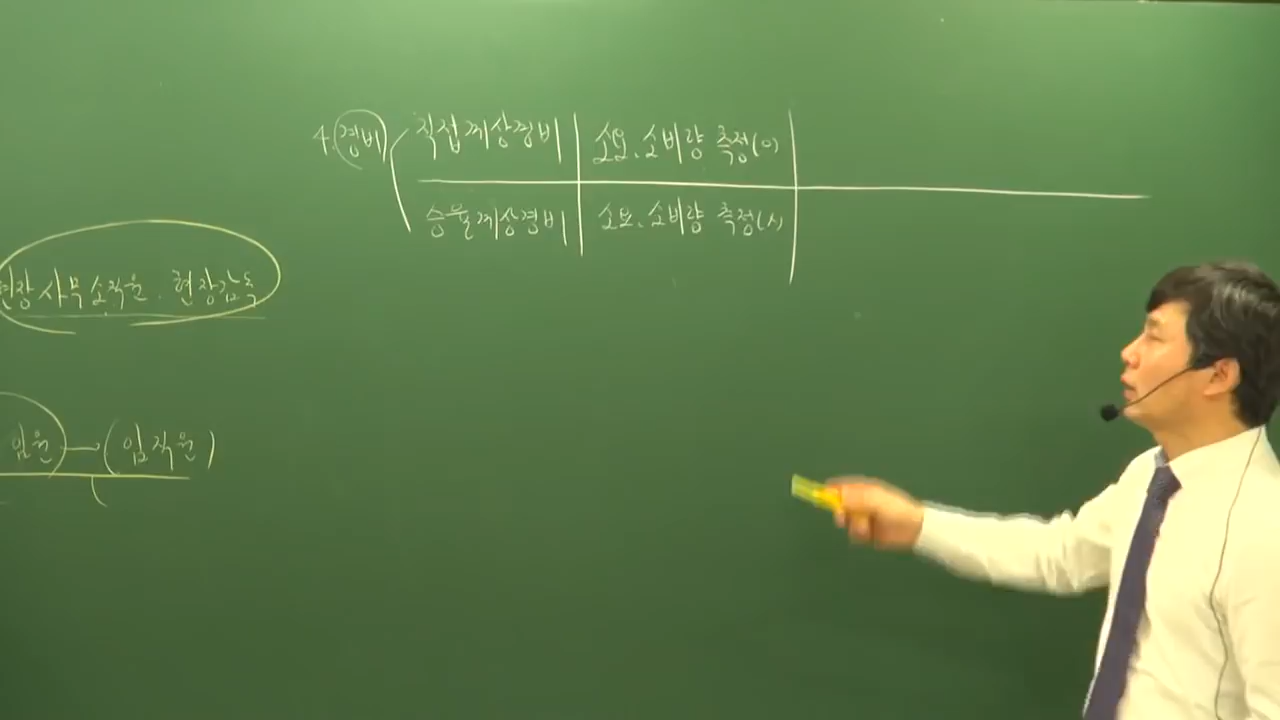 4. 경비 직접계상경비 소요, 소비량 측정(o)
승율계상경비 소요, 소비량 측정(x)
현장사무소직원, 현장감독
임원 → (임직원)